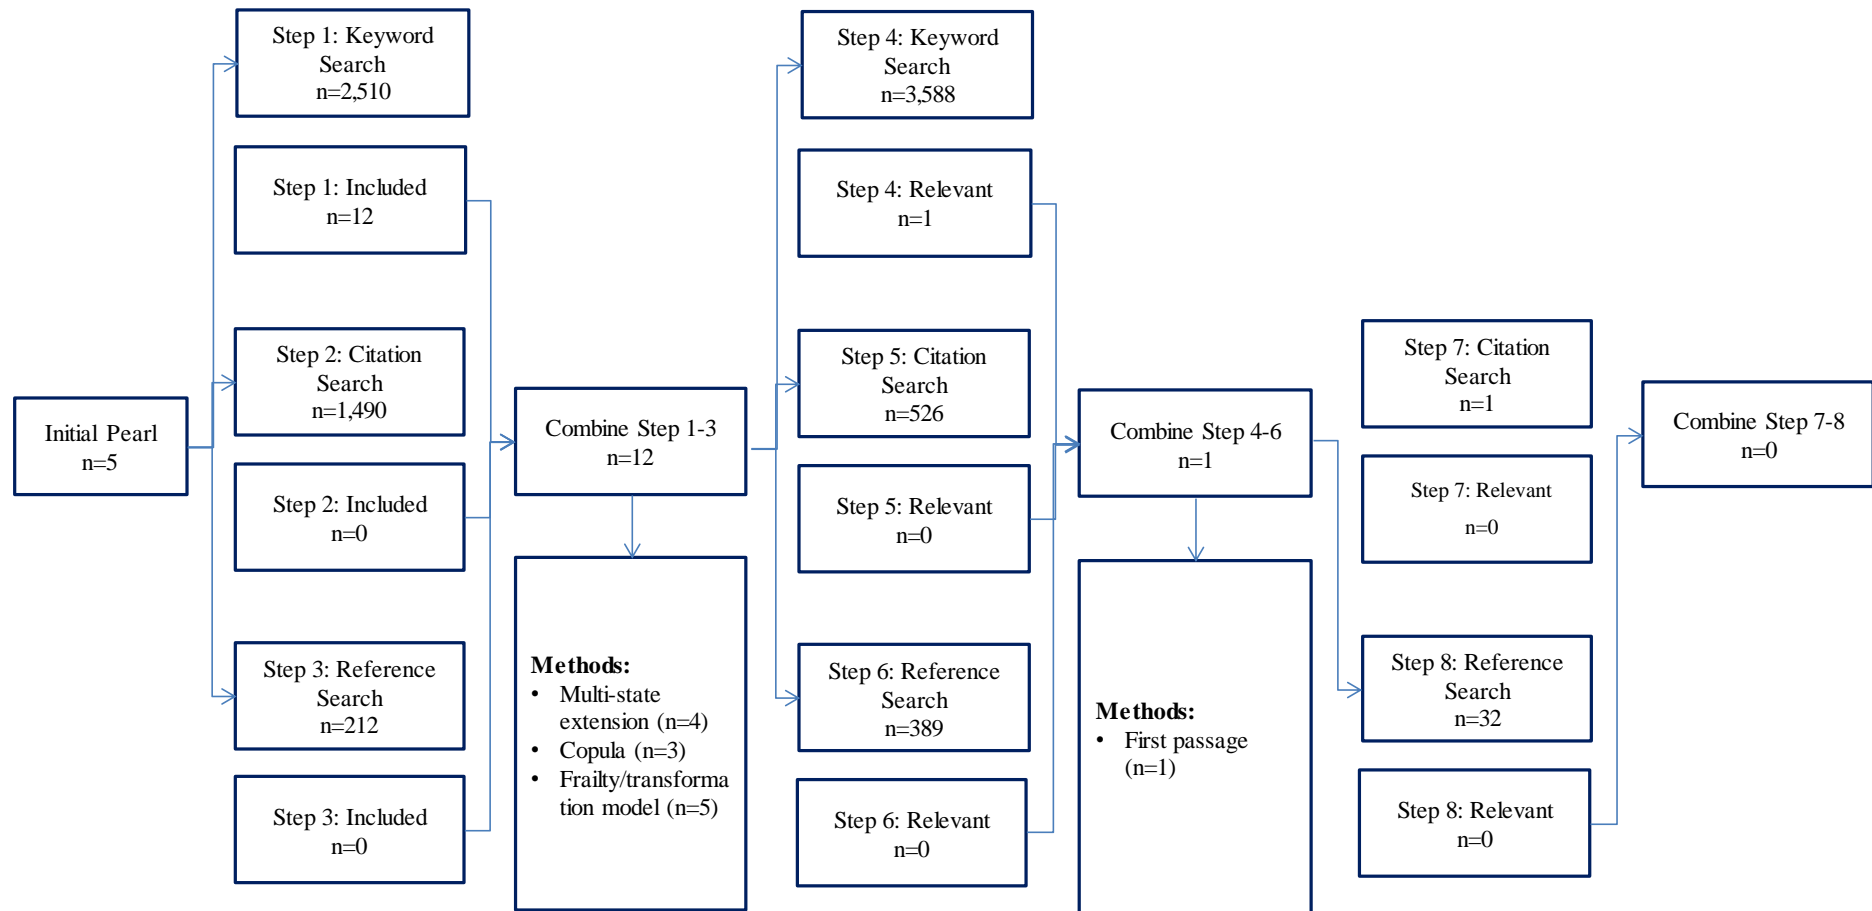 Initial Pearl
n=5
Step 1: Keyword
Search
n=2,510
Step 1: Included
n=12
Step 2: Citation
Search
n=1,490
Step 2: Included
n=0
Step 3: Reference
Search
n=212
Step 3: Included
n=0
Combine Step 1-3
n=12
Methods:
• Multi-state
extension (n=4)
• Copula (n=3)
• Frailty/transforma
tion model (n=5)
Step 4: Keyword
Search
n=3,588
Step 4: Relevant
n=1
Step 5: Citation
Search
n=526
Step 5: Relevant
n=0
Step 6: Reference
Search
n=389
Step 6: Relevant
n=0
Combine Step 4-6
n=1
Methods:
• First passage
(n=1)
Step 7: Citation
Search
n=1
Step 7: Relevant
n=0
Step 8: Reference
Search
n=32
Step 8: Relevant
n=0
Combine Step 7-8
n=0